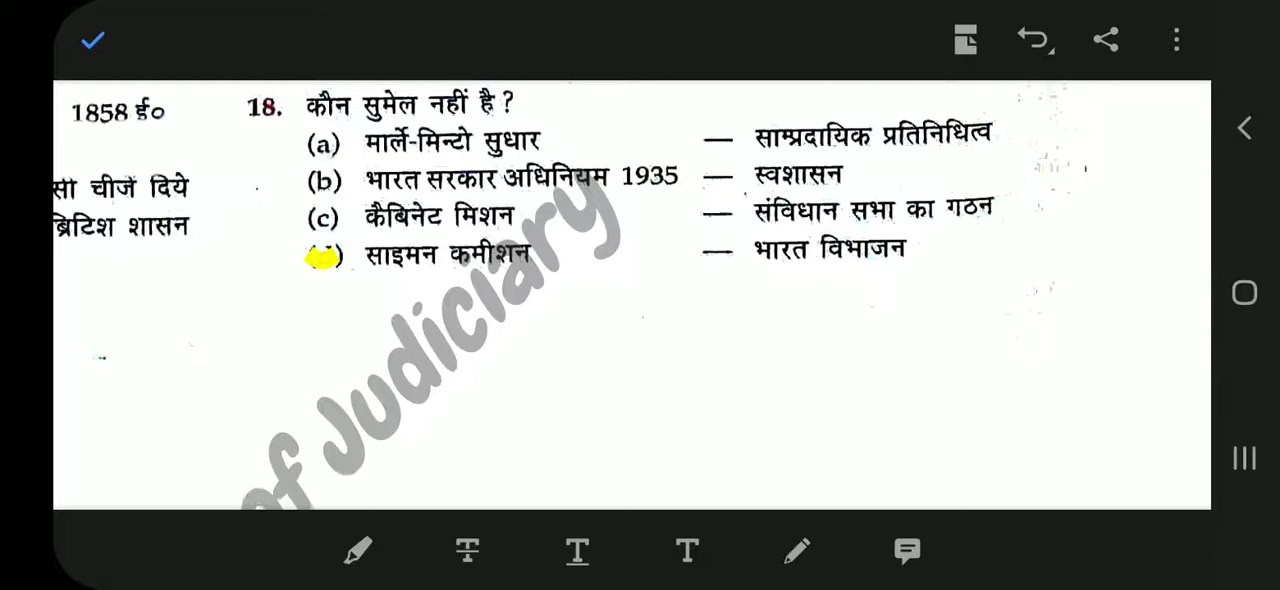 1858 ई०
सी चीजें दिये
ब्रिटिश शासन
18. कौन सुमेल नहीं है ?
(a) मार्ले-मिन्टो सुधार — साम्प्रदायिक प्रतिनिधित्व
(b) भारत सरकार अधिनियम 1935 — स्वशासन
(c) कैबिनेट मिशन — संविधान सभा का गठन
) साइमन कमीशन — भारत विभाजन
of Judiciary